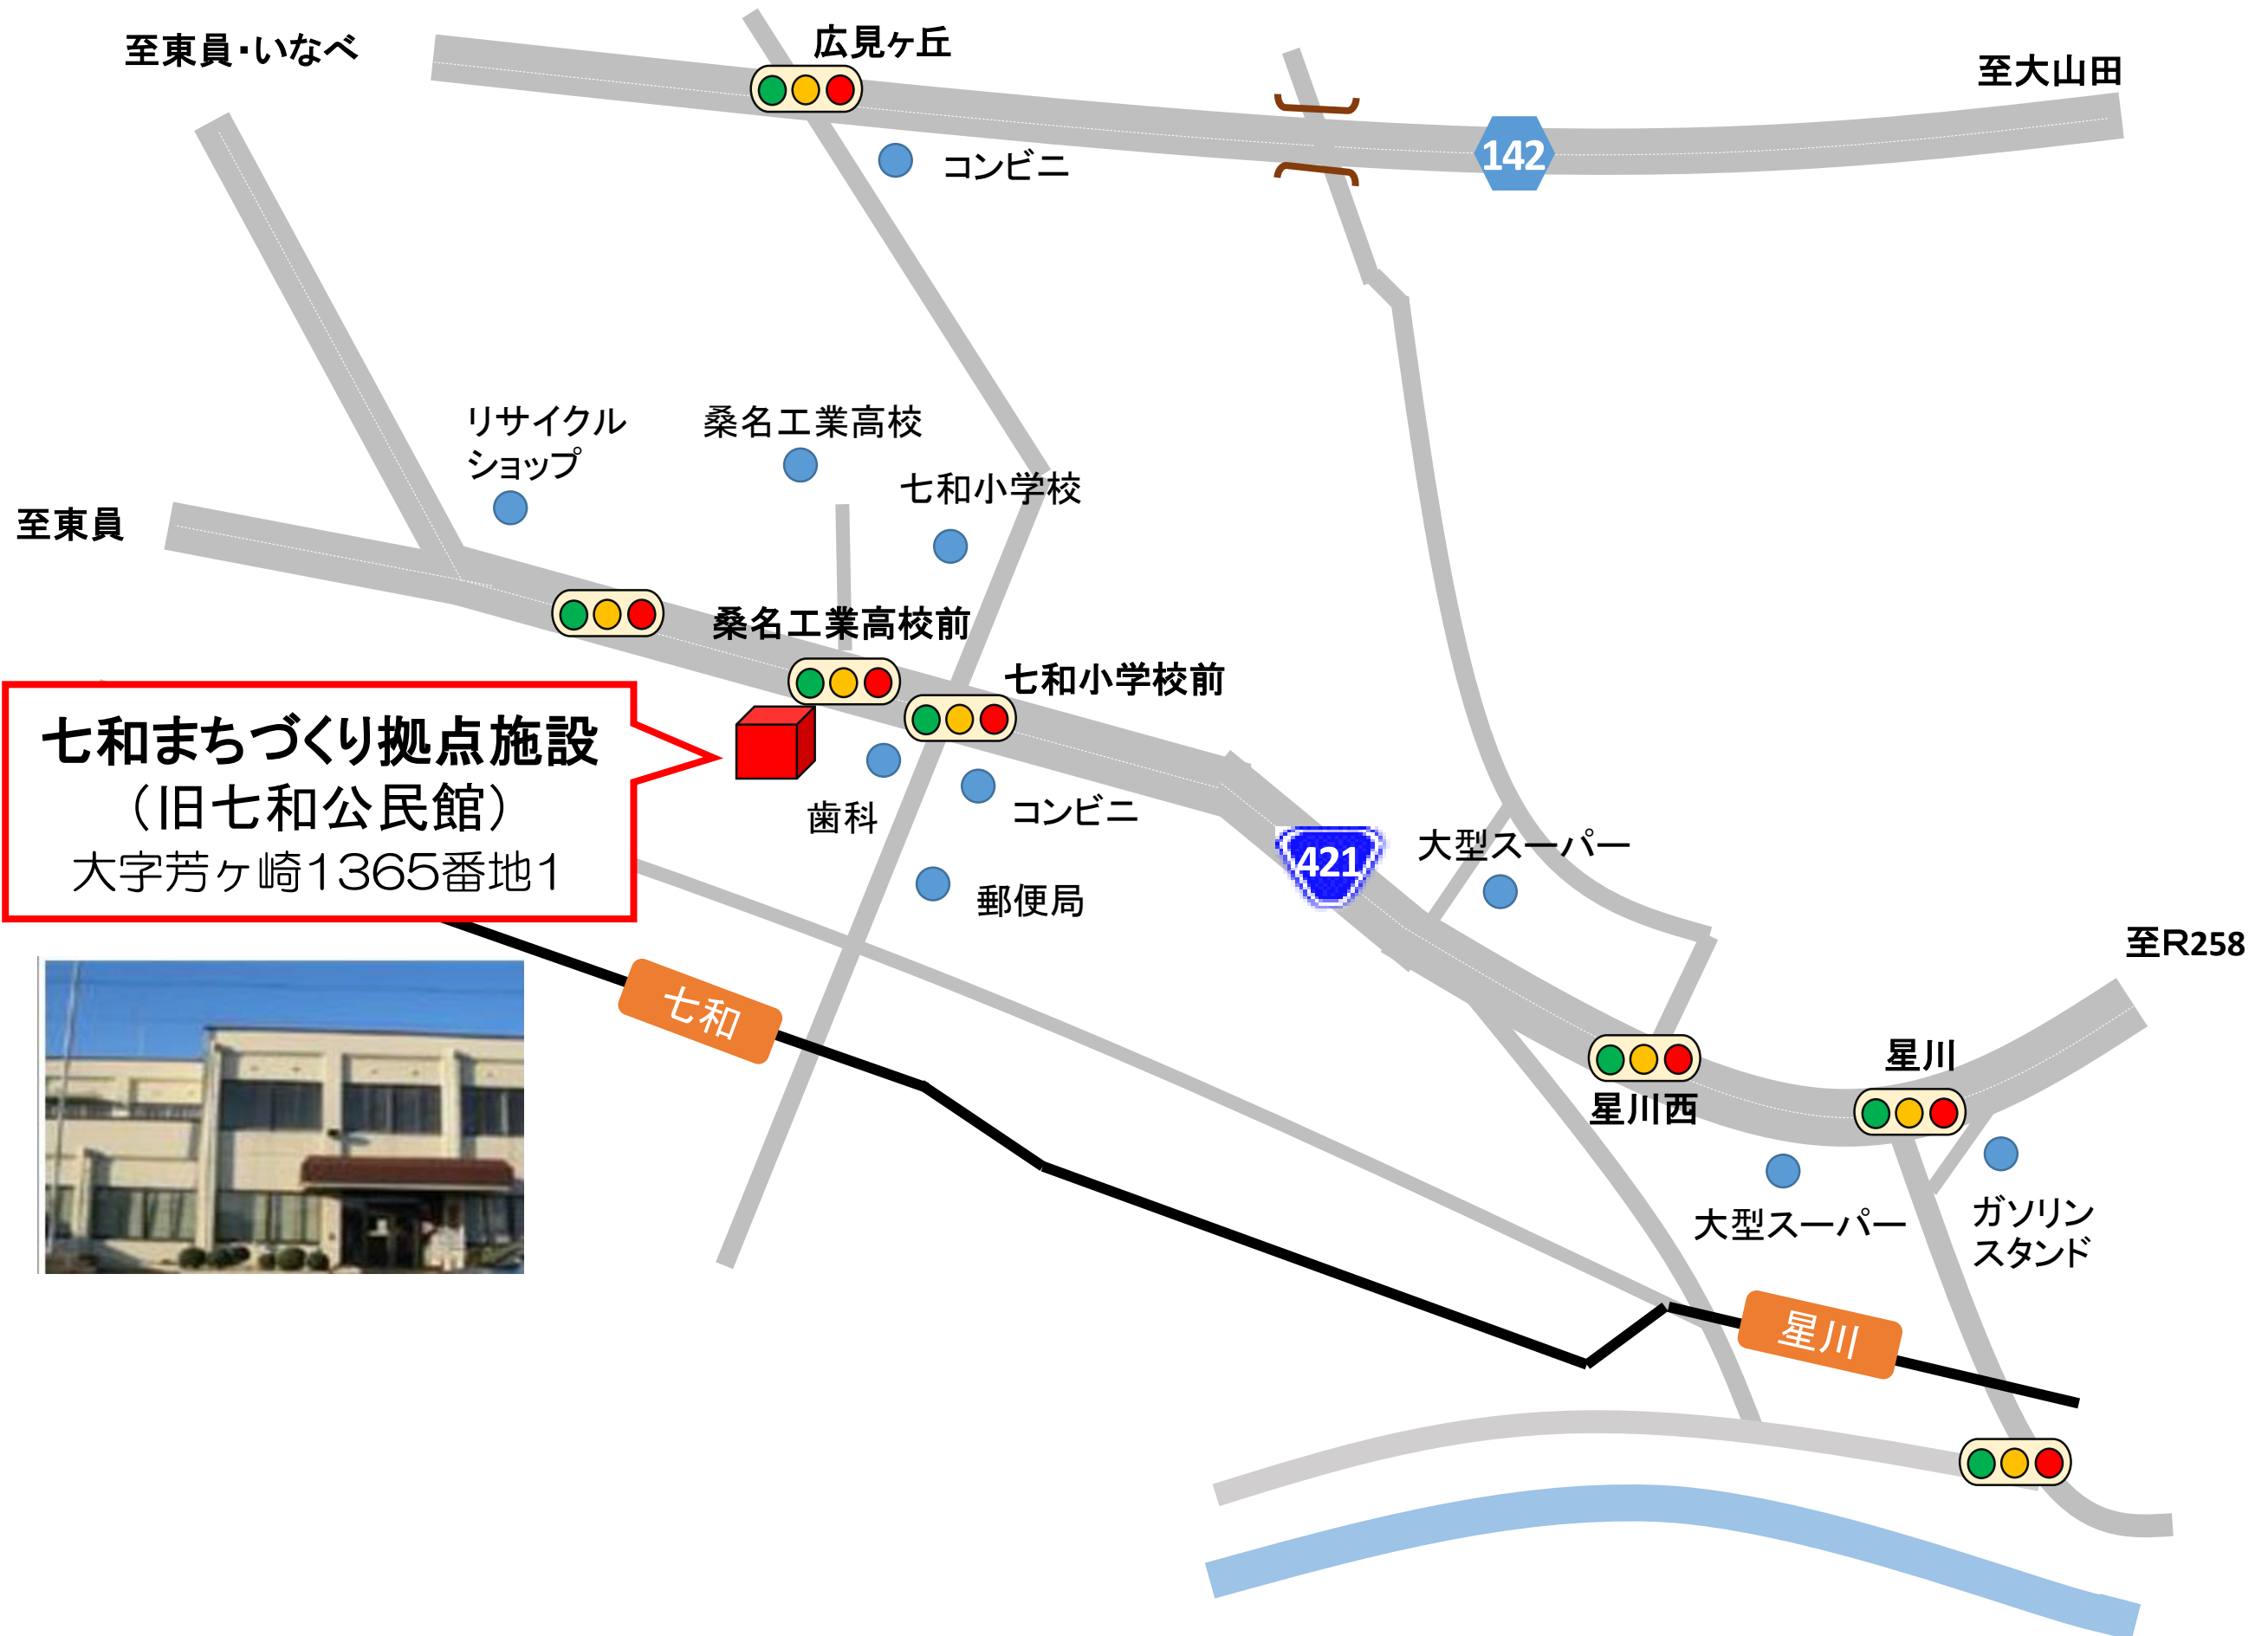 至東員・いなべ
広見ヶ丘
至大山田
142
コンビニ
リサイクル
ショップ
桑名工業高校
七和小学校
至東員
桑名工業高校前
七和小学校前
七和まちづくり拠点施設
（旧七和公民館）
大字芳ヶ崎1365番地1
歯科
コンビニ
421
大型スーパー
郵便局
至R258
七和
星川
星川西
大型スーパー
ガソリン
スタンド
星川